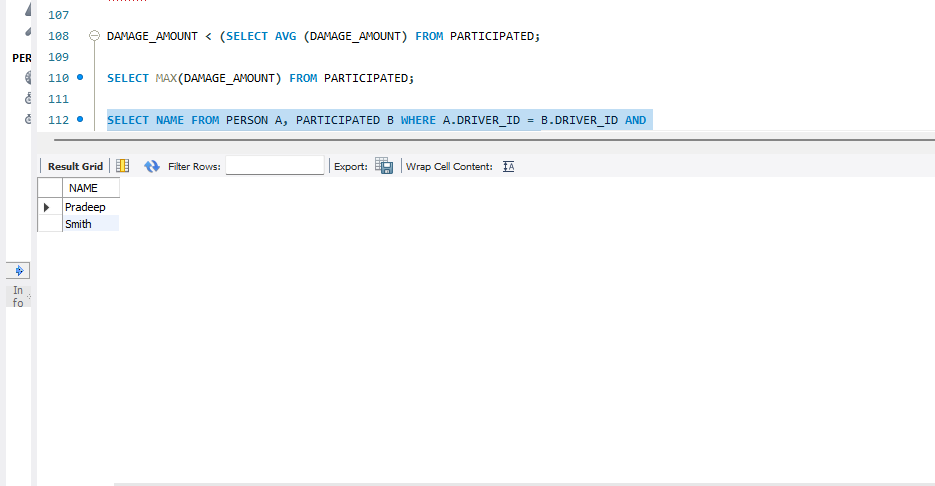 107
108 DAMAGE_AMOUNT < (SELECT AVG (DAMAGE_AMOUNT) FROM PARTICIPATED;
PER
109
110 SELECT MAX(DAMAGE_AMOUNT) FROM PARTICIPATED;
111
112 SELECT NAME FROM PERSON A, PARTICIPATED B WHERE A.DRIVER_ID = B.DRIVER_ID AND
Result Grid Filter Rows: Export: Wrap Cell Content: IA
NAME
Pradeep
Smith
In
fo